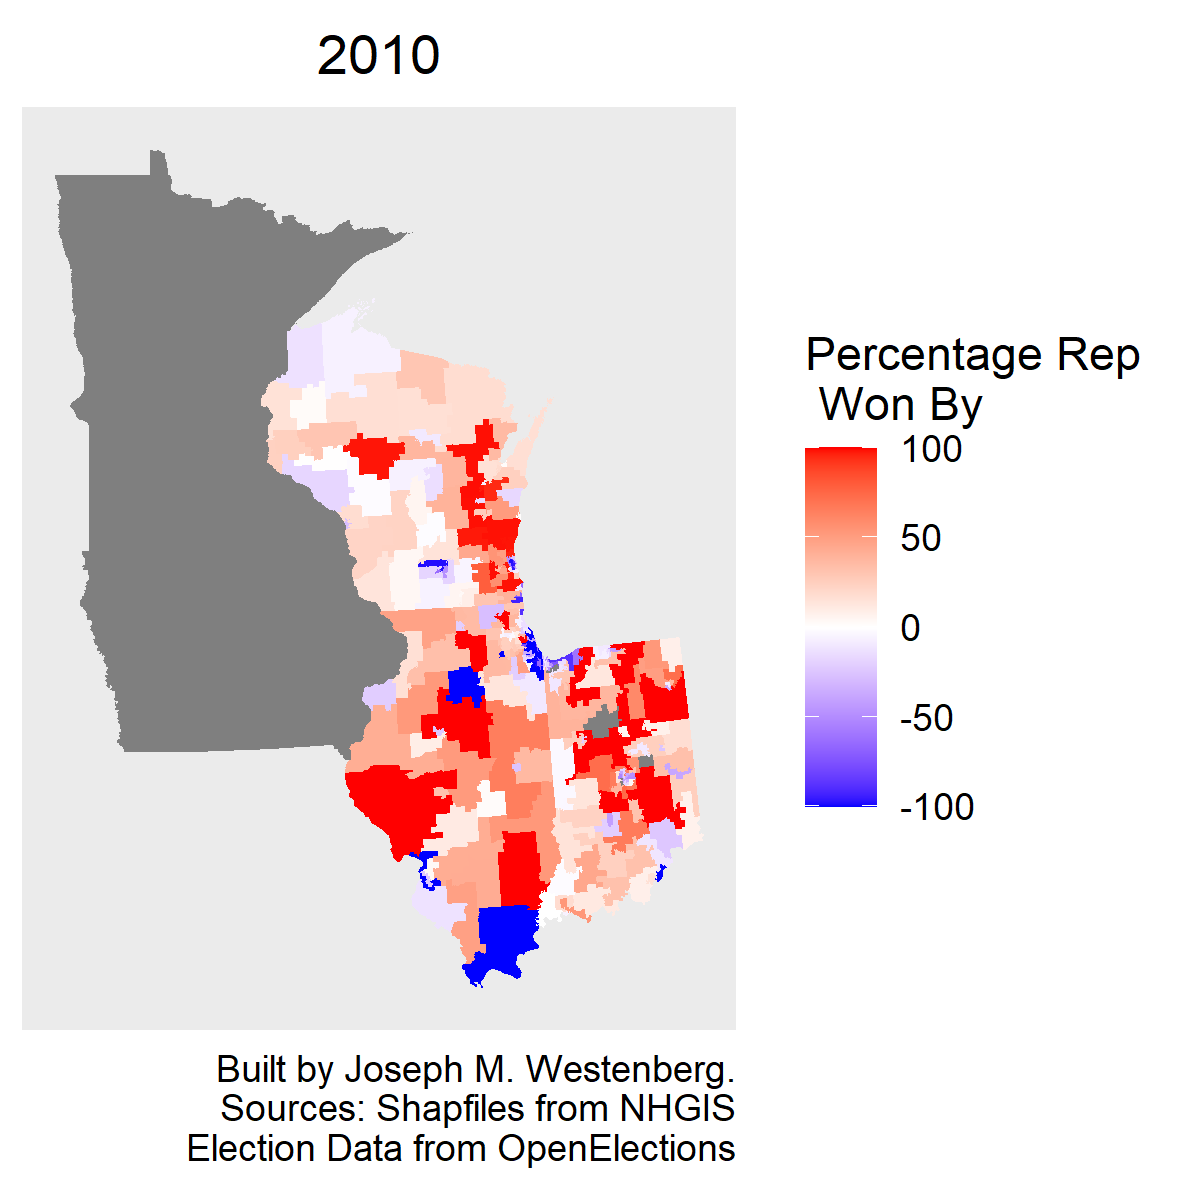 2010
Percentage Rep
Won By
100
50
0
-50
-100
Built by Joseph M. Westenberg.
Sources: Shapfiles from NHGIS
Election Data from OpenElections